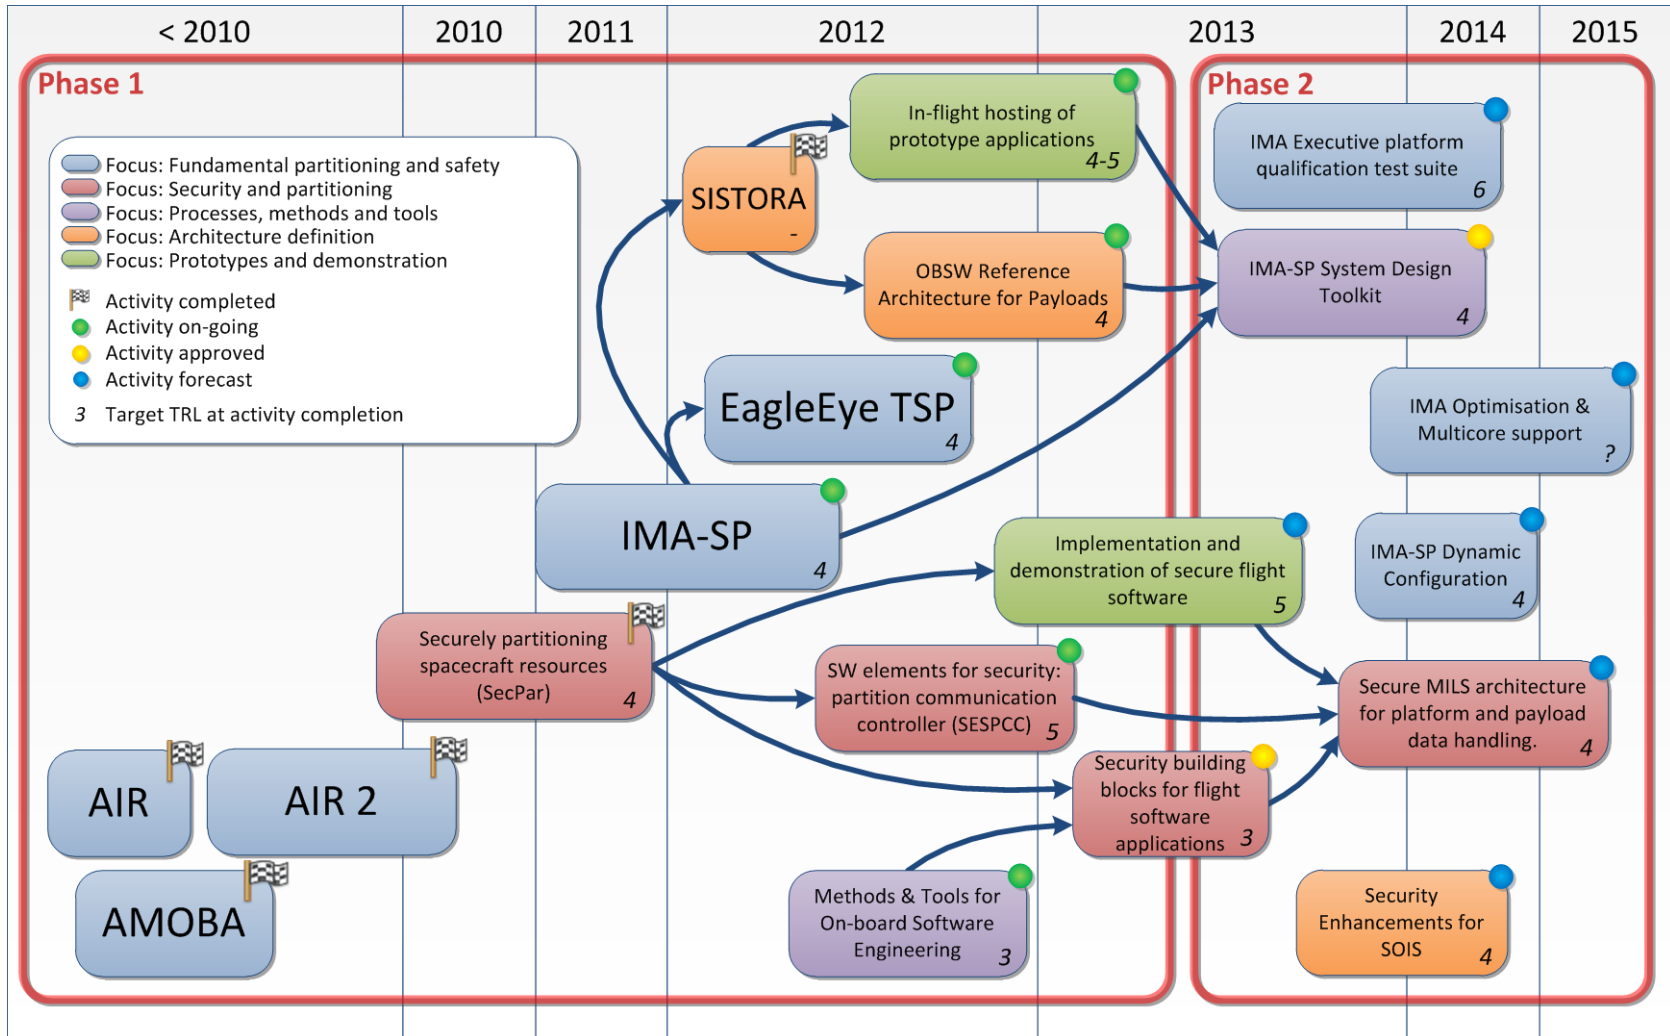 < 2010
2010
2011
2012
2013
2014
2015
Phase 1
Focus: Fundamental partitioning and safety
Focus: Security and partitioning
Focus: Processes, methods and tools
Focus: Architecture definition
Focus: Prototypes and demonstration
Activity completed
Activity on-going
Activity approved
Activity forecast
3 Target TRL at activity completion
In-flight hosting of
prototype applications
4-5
SISTORA
-
OBSW Reference
Architecture for Payloads
4
EagleEye TSP
4
IMA-SP
4
Securely partitioning
spacecraft resources
(SecPar)
4
AIR
AIR 2
AMOBA
Implementation and
demonstration of secure flight
software
5
SW elements for security:
partition communication
controller (SESPCC)
5
Security building
blocks for flight
software
applications
3
Methods & Tools for
On-board Software
Engineering
3
Phase 2
IMA Executive platform
qualification test suite
6
IMA-SP System Design
Toolkit
4
IMA Optimisation &
Multicore support
?
IMA-SP Dynamic
Configuration
4
Secure MILS architecture
for platform and payload
data handling.
4
Security
Enhancements for
SOIS
4